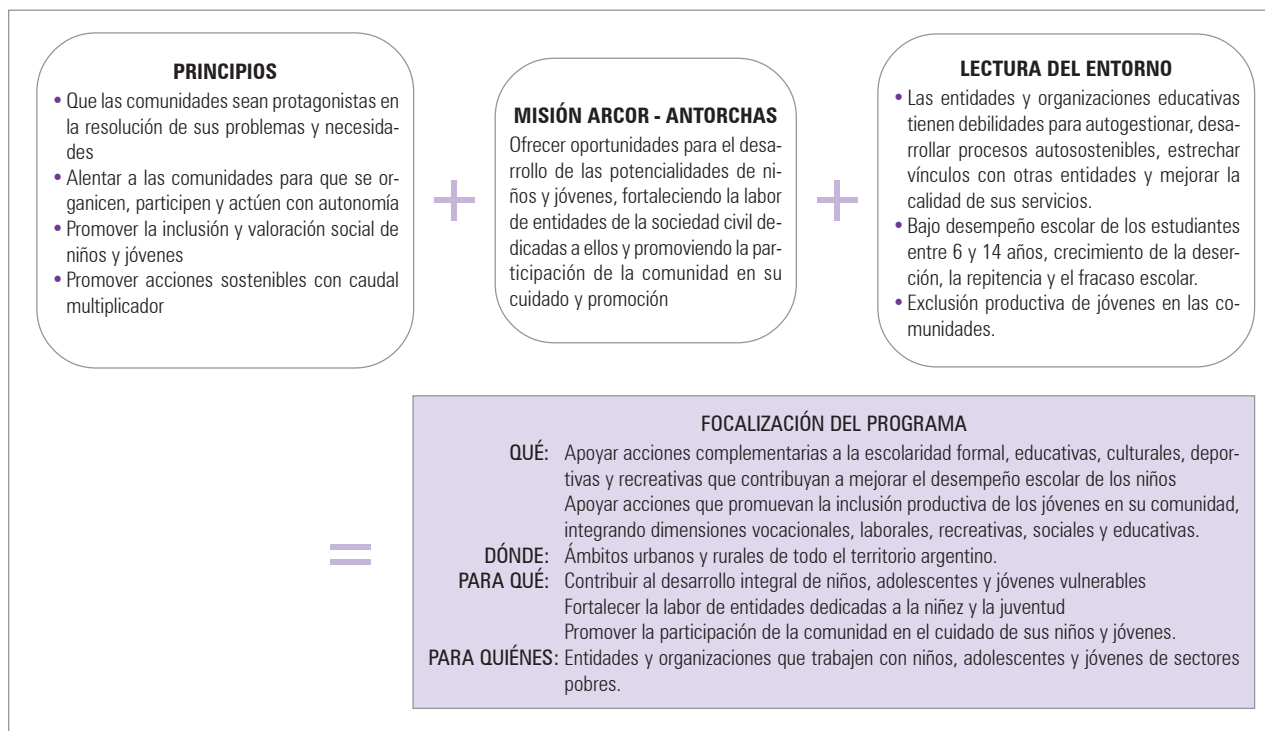 PRINCIPIOS
• Que las comunidades sean protagonistas en
la resolución de sus problemas y necesida-
des
• Alentar a las comunidades para que se or-
ganicen, participen y actúen con autonomía
• Promover la inclusión y valoración social de
niños y jóvenes
• Promover acciones sostenibles con caudal
multiplicador
+
MISIÓN ARCOR - ANTORCHAS
Ofrecer oportunidades para el desa-
rrollo de las potencialidades de ni-
ños y jóvenes, fortaleciendo la labor
de entidades de la sociedad civil de-
dicadas a ellos y promoviendo la par-
ticipación de la comunidad en su
cuidado y promoción
+
LECTURA DEL ENTORNO
• Las entidades y organizaciones educativas
tienen debilidades para autogestionar, desa-
rrollar procesos autosostenibles, estrechar
vínculos con otras entidades y mejorar la
calidad de sus servicios.
• Bajo desempeño escolar de los estudiantes
entre 6 y 14 años, crecimiento de la deser-
ción, la repitencia y el fracaso escolar.
• Exclusión productiva de jóvenes en las co-
munidades.
=
FOCALIZACIÓN DEL PROGRAMA
QUÉ: Apoyar acciones complementarias a la escolaridad formal, educativas, culturales, depor-
tivas y recreativas que contribuyan a mejorar el desempeño escolar de los niños
Apoyar acciones que promuevan la inclusión productiva de los jóvenes en su comunidad,
integrando dimensiones vocacionales, laborales, recreativas, sociales y educativas.
DÓNDE: Ámbitos urbanos y rurales de todo el territorio argentino.
PARA QUÉ: Contribuir al desarrollo integral de niños, adolescentes y jóvenes vulnerables
Fortalecer la labor de entidades dedicadas a la niñez y la juventud
Promover la participación de la comunidad en el cuidado de sus niños y jóvenes.
PARA QUIÉNES: Entidades y organizaciones que trabajen con niños, adolescentes y jóvenes de sectores
pobres.